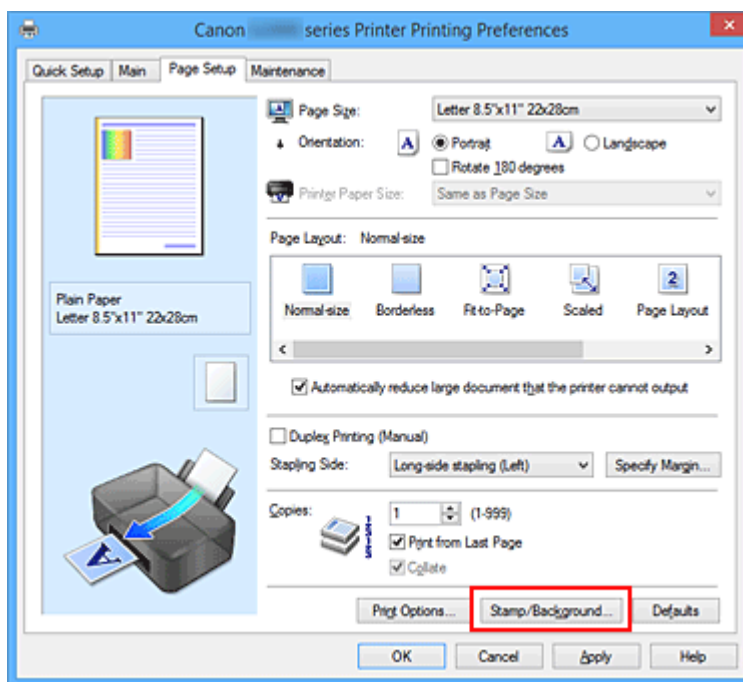 Canon series Printer Printing Preferences
Quick Setup Main Page Setup Maintenance
Page Size: Letter 8.5"x11" 22x28cm
Orientation: A Portrait A Landscape
Rotate 180 degrees
Printer Paper Size: Same as Page Size
Page Layout: Normal-size
2
Normal-size Borderless Fit-to-Page Scaled Page Layout
Plain Paper
Letter 8.5"x11" 22x28cm
Automatically reduce large document that the printer cannot output
Duplex Printing (Manual)
Stapling Side: Long-side stapling (Left) Specify Margin...
Copies: 1 (1-999)
Print from Last Page
Collate
A
Print Options... Stamp/Background... Defaults
OK Cancel Apply Help